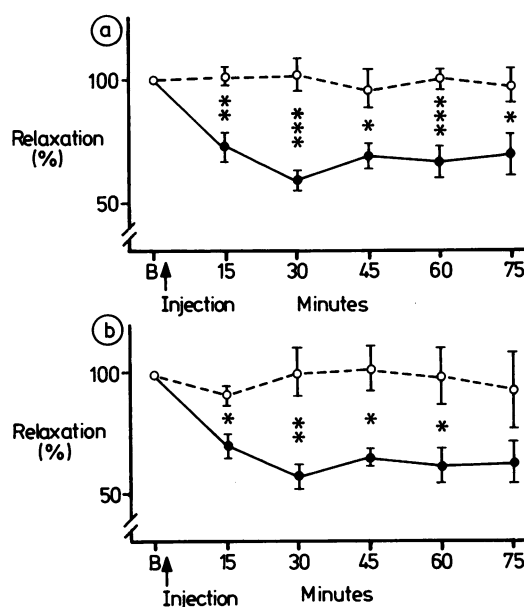 a
100
**
***
*
***
*
Relaxation
(%)
50
B 15 30 45 60 75
Injection Minutes
b
100
*
**
*
*
Relaxation
(%)
50
B 15 30 45 60 75
Injection Minutes